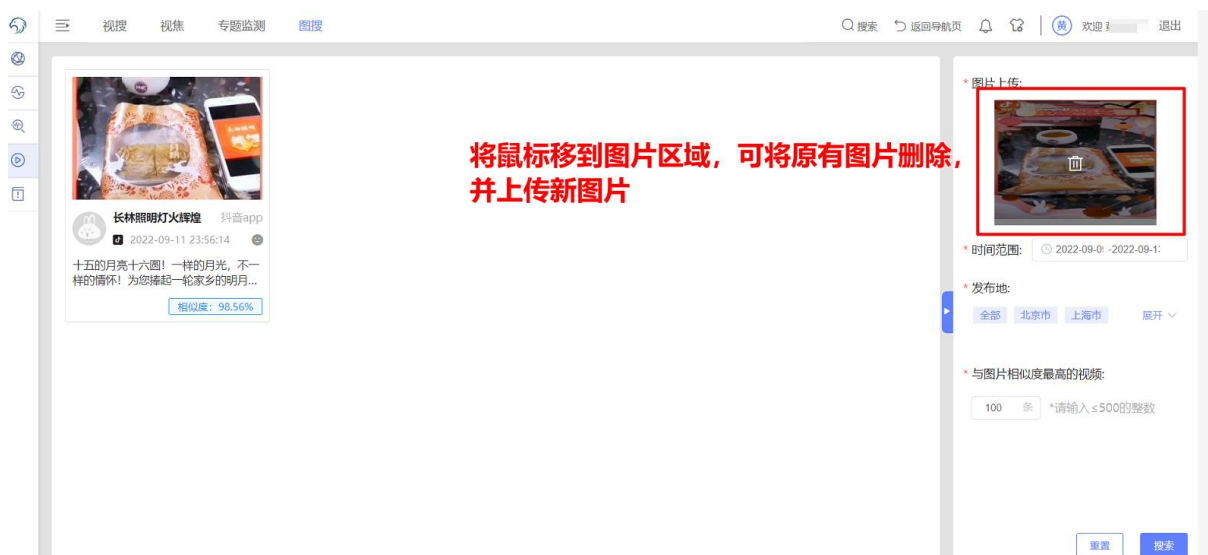 视搜 视焦 专题监测 图搜 搜索 返回导航页 黄 欢迎 退出
长林照明灯火辉煌 抖音app
2022-09-11 23:56:14
十五的月亮十六圆！一样的月光，不一
样的情怀！为您捧起一轮家乡的明月...
相似度：98.56%
将鼠标移到图片区域，可将原有图片删除，
并上传新图片
* 图片上传:
* 时间范围: 2022-09-0 -2022-09-1
* 发布地:
全部 北京市 上海市 展开
* 与图片相似度最高的视频:
100 条 *请输入≤500的整数
重置 搜索